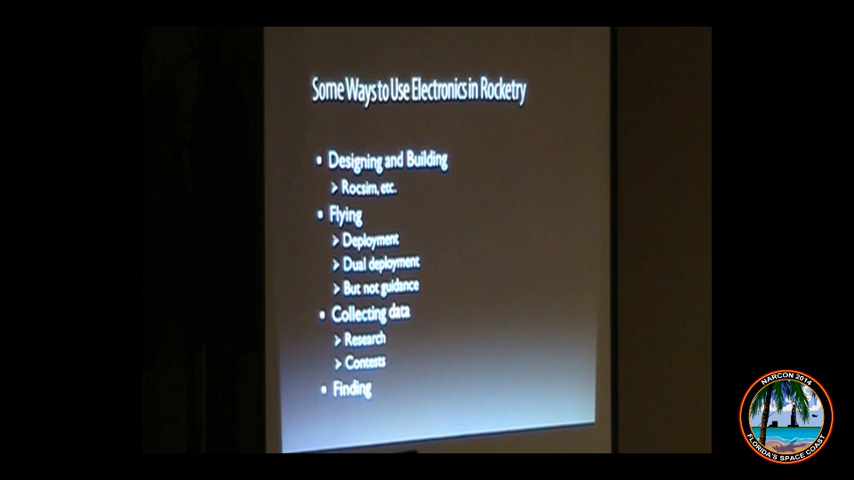 Some Ways to Use Electronics in Rocketry
• Designing and Building
> Rocsim, etc.
• Flying
> Deployment
> Dual deployment
> But not guidance
• Collecting data
> Research
> Contests
• Finding
NARCON 2014
FLORIDA'S SPACE COAST